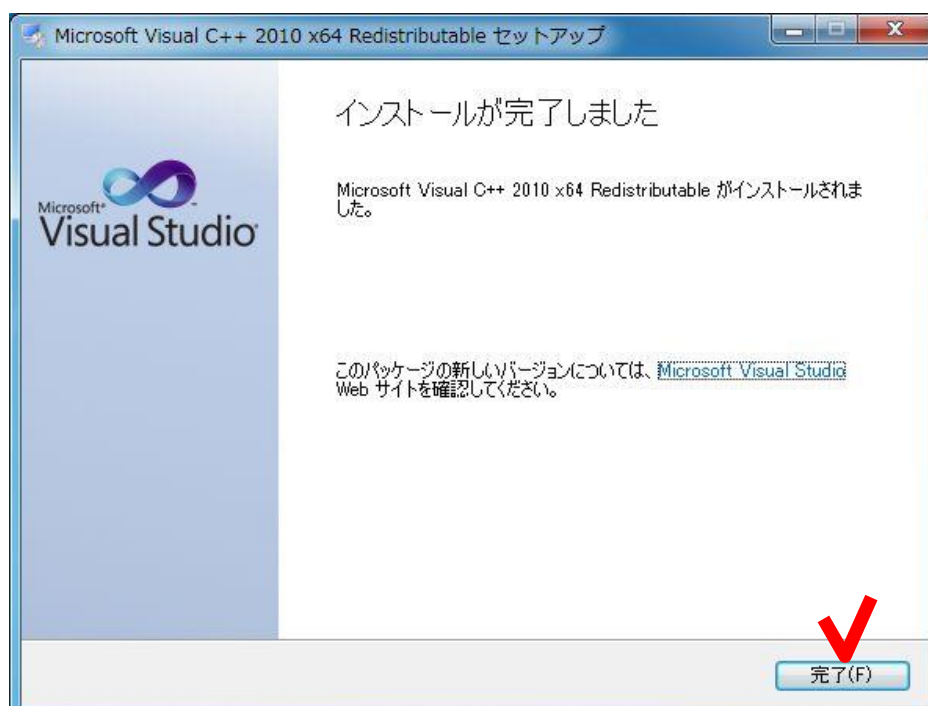 Microsoft Visual C++ 2010 x64 Redistributable セットアップ
インストールが完了しました
Microsoft Visual C++ 2010 x64 Redistributable がインストールされま
した。
Microsoft
Visual Studio
このパッケージの新しいバージョンについては、Microsoft Visual Studio
Web サイトを確認してください。
完了(F)